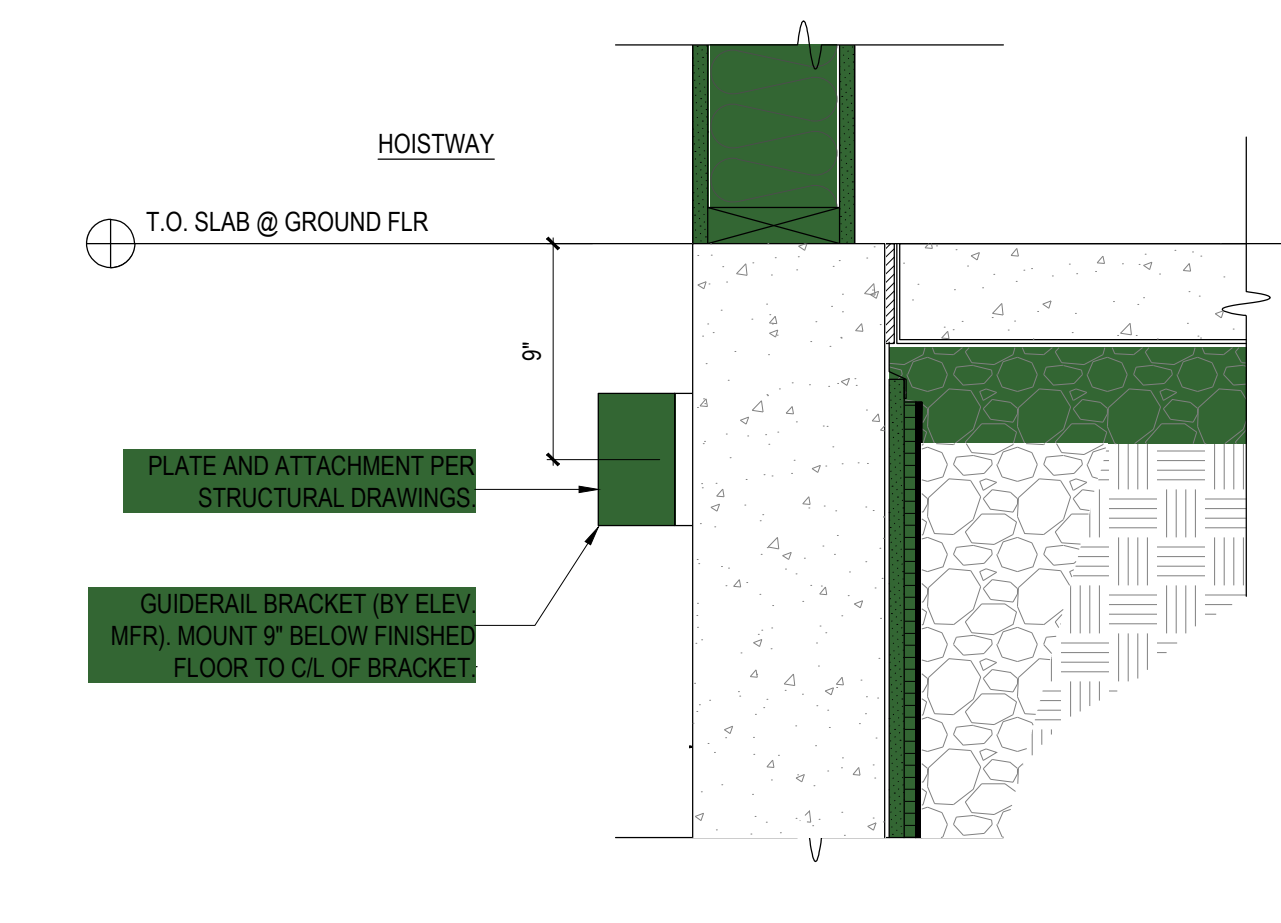 HOISTWAY
T.O. SLAB @ GROUND FLR
9"
PLATE AND ATTACHMENT PER
STRUCTURAL DRAWINGS.
GUIDERAIL BRACKET (BY ELEV.
MFR). MOUNT 9" BELOW FINISHED
FLOOR TO C/L OF BRACKET.